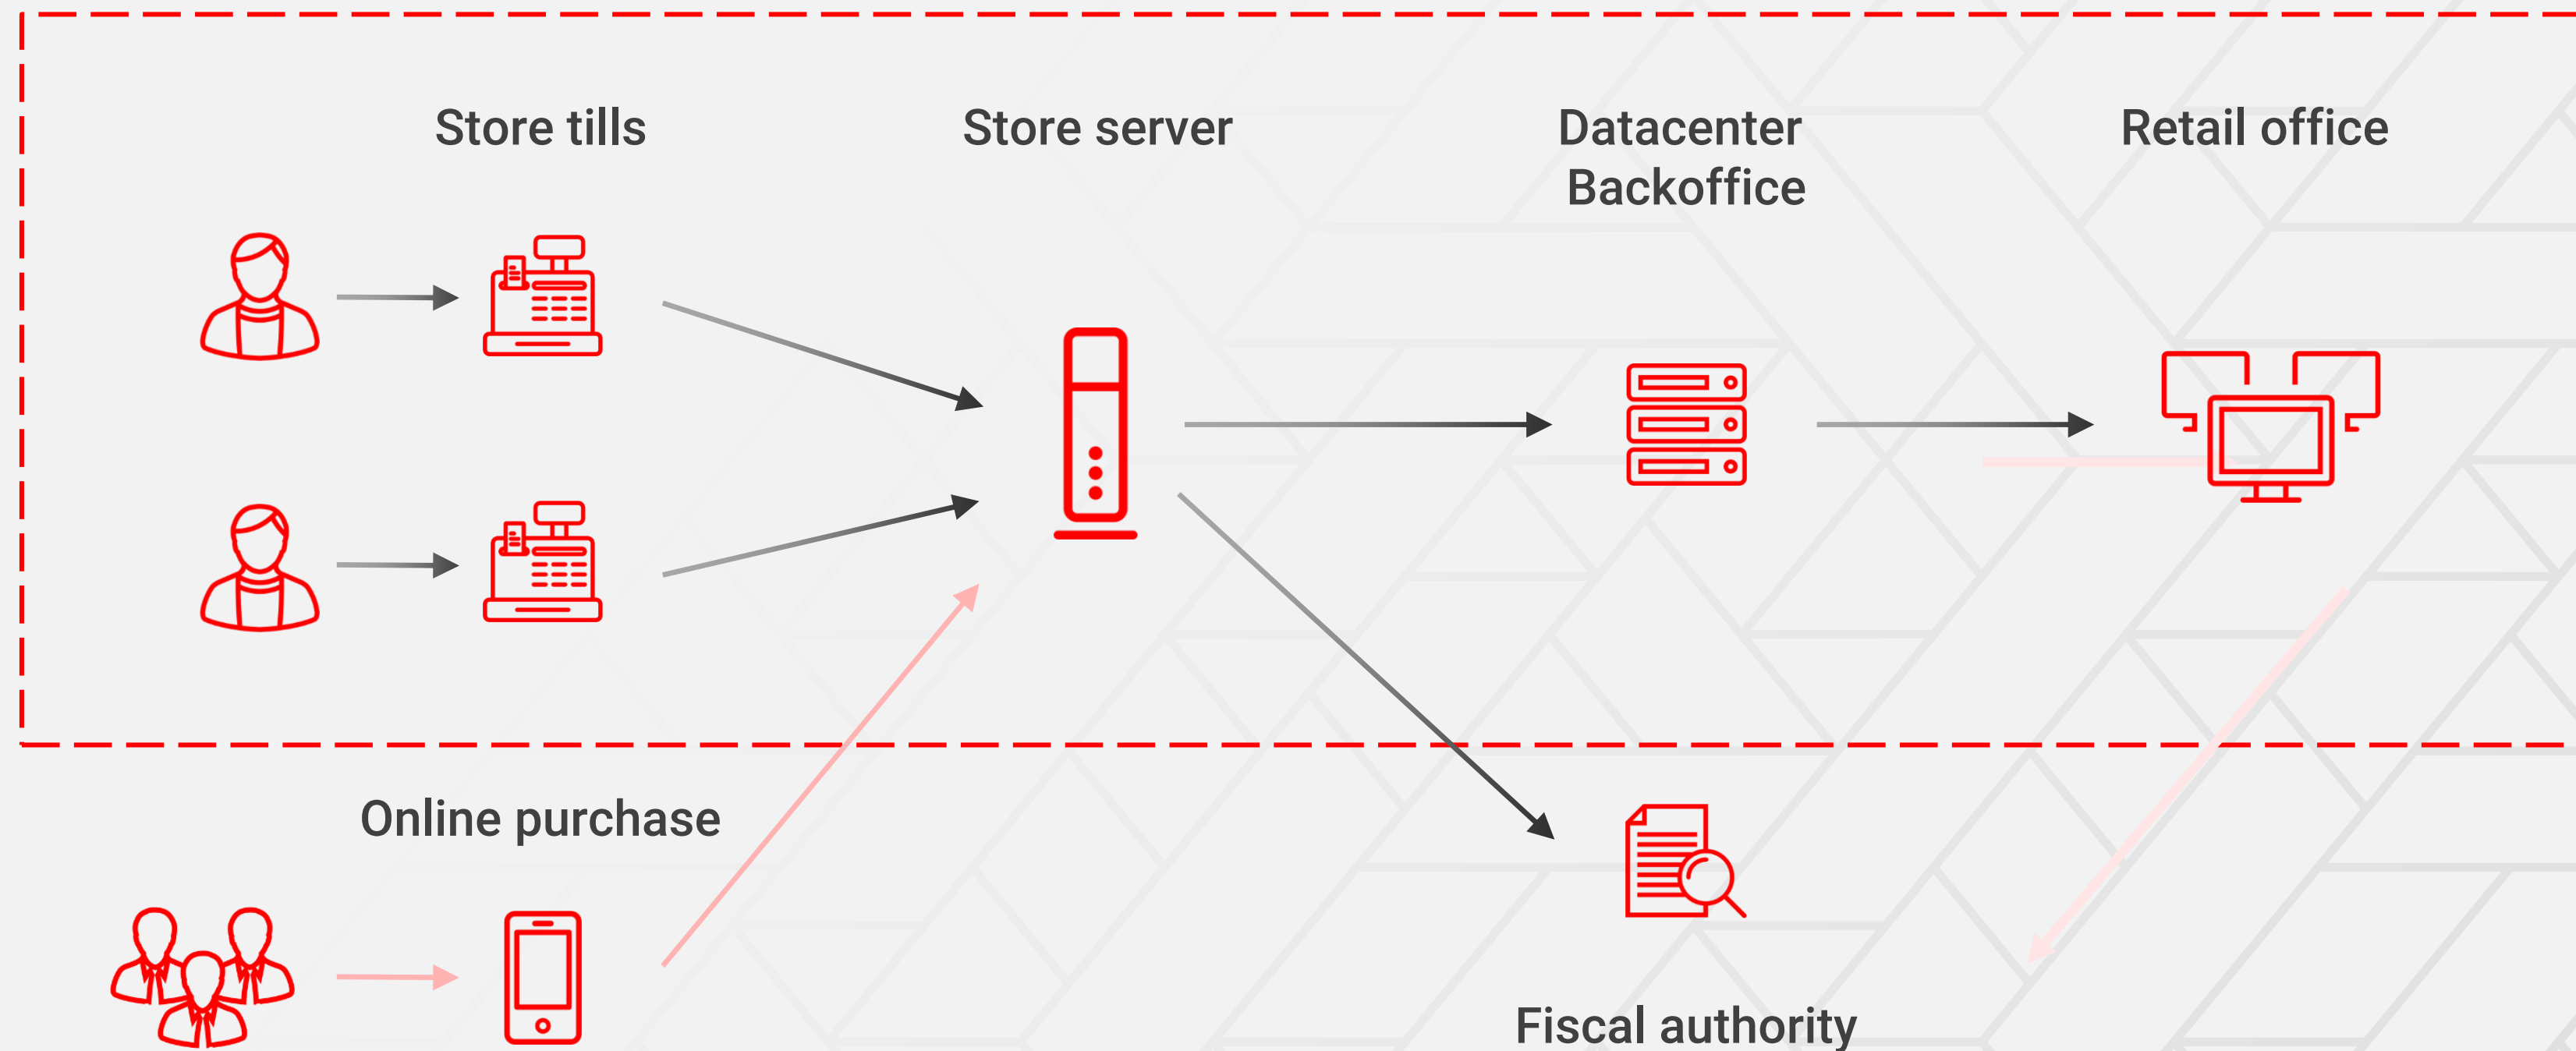 Store tills
Store server
Datacenter
Backoffice
Retail office
Online purchase
Fiscal authority